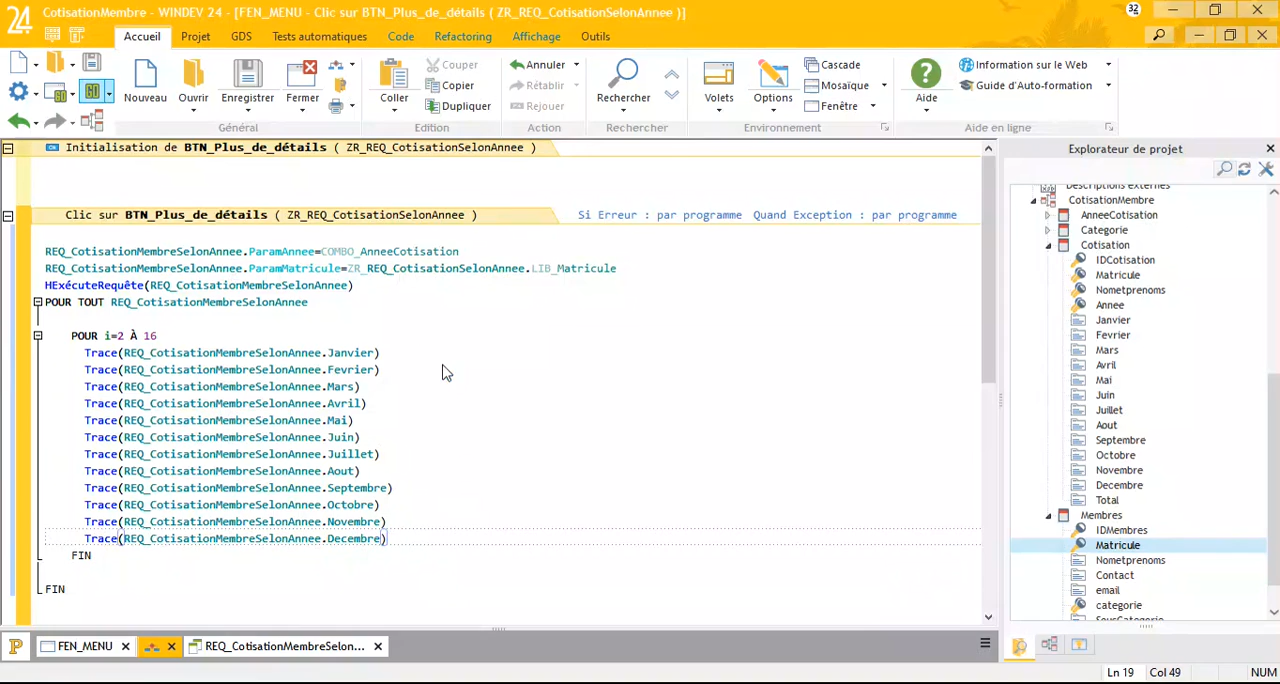 CotisationMembre - WINDEV 24 - [FEN_MENU - Clic sur BTN_Plus_de_détails ( ZR_REQ_CotisationSelonAnnee )]
32
24
Accueil Projet GDS Tests automatiques Code Refactoring Affichage Outils
Nouveau Ouvrir Enregistrer Fermer
Général
Coller
Couper
Copier
Dupliquer
Edition
Annuler
Rétablir
Rejouer
Action
Rechercher
Rechercher
Volets Options
Cascade
Mosaïque
Fenêtre
Environnement
Aide
Information sur le Web
Guide d'Auto-formation
Aide en ligne
Initialisation de BTN_Plus_de_détails ( ZR_REQ_CotisationSelonAnnee )
Clic sur BTN_Plus_de_détails ( ZR_REQ_CotisationSelonAnnee ) Si Erreur : par programme Quand Exception : par programme
REQ_CotisationMembreSelonAnnee.ParamAnnee=COMBO_AnneeCotisation
REQ_CotisationMembreSelonAnnee.ParamMatricule=ZR_REQ_CotisationSelonAnnee.LIB_Matricule
HExécuteRequête(REQ_CotisationMembreSelonAnnee)
POUR TOUT REQ_CotisationMembreSelonAnnee
POUR i=2 À 16
Trace(REQ_CotisationMembreSelonAnnee.Janvier)
Trace(REQ_CotisationMembreSelonAnnee.Fevrier)
Trace(REQ_CotisationMembreSelonAnnee.Mars)
Trace(REQ_CotisationMembreSelonAnnee.Avril)
Trace(REQ_CotisationMembreSelonAnnee.Mai)
Trace(REQ_CotisationMembreSelonAnnee.Juin)
Trace(REQ_CotisationMembreSelonAnnee.Juillet)
Trace(REQ_CotisationMembreSelonAnnee.Aout)
Trace(REQ_CotisationMembreSelonAnnee.Septembre)
Trace(REQ_CotisationMembreSelonAnnee.Octobre)
Trace(REQ_CotisationMembreSelonAnnee.Novembre)
Trace(REQ_CotisationMembreSelonAnnee.Decembre)
FIN
FIN
Explorateur de projet
Descriptions externes
CotisationMembre
AnneeCotisation
Categorie
Cotisation
IDCotisation
Matricule
Nometprenoms
Annee
Janvier
Fevrier
Mars
Avril
Mai
Juin
Juillet
Aout
Septembre
Octobre
Novembre
Decembre
Total
Membres
IDMembres
Matricule
Nometprenoms
Contact
email
categorie
SousCategorie
P FEN_MENU REQ_CotisationMembreSelon...
Ln 19 Col 49 NUM